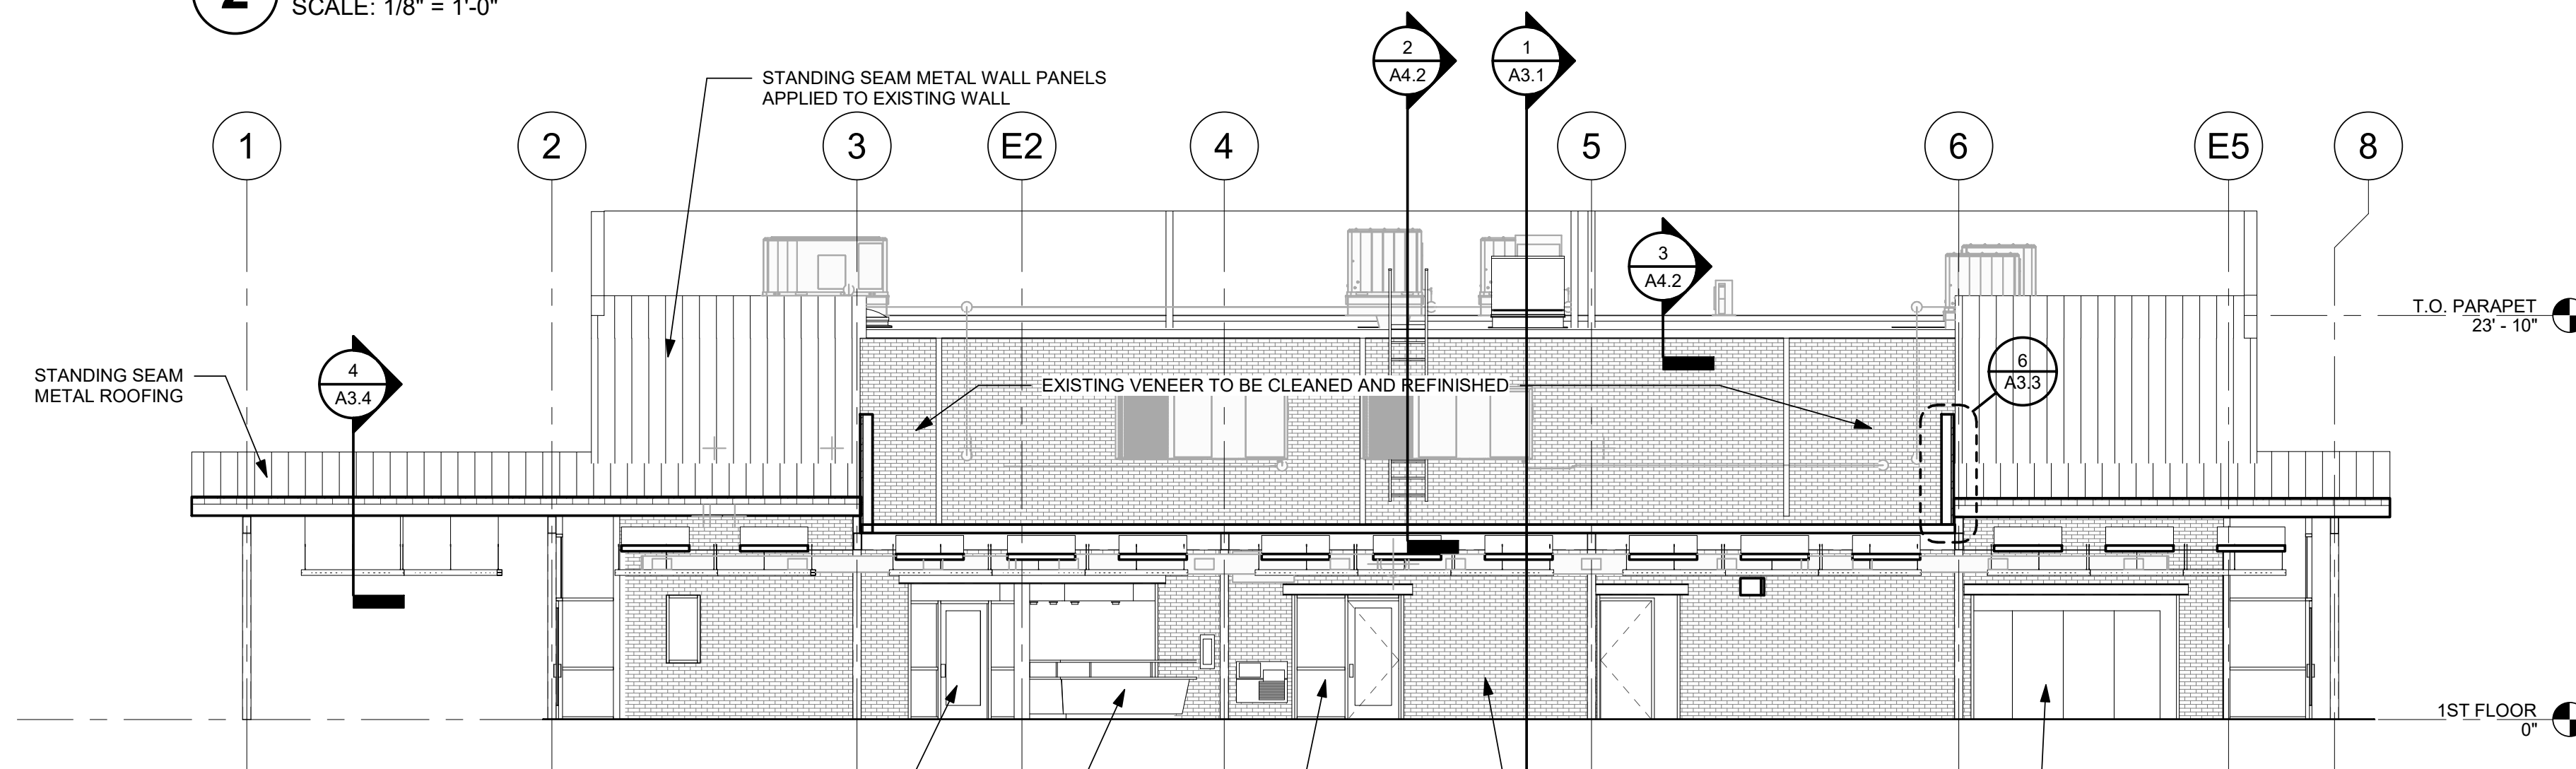 SCALE: 1/8" = 1'-0"
2
A4.2
1
A3.1
STANDING SEAM METAL WALL PANELS
APPLIED TO EXISTING WALL
1
2
3
E2
4
5
6
E5
8
3
A4.2
T.O. PARAPET
23' - 10"
4
A3.4
STANDING SEAM
METAL ROOFING
EXISTING VENEER TO BE CLEANED AND REFINISHED
6
A3.3
1ST FLOOR
0"